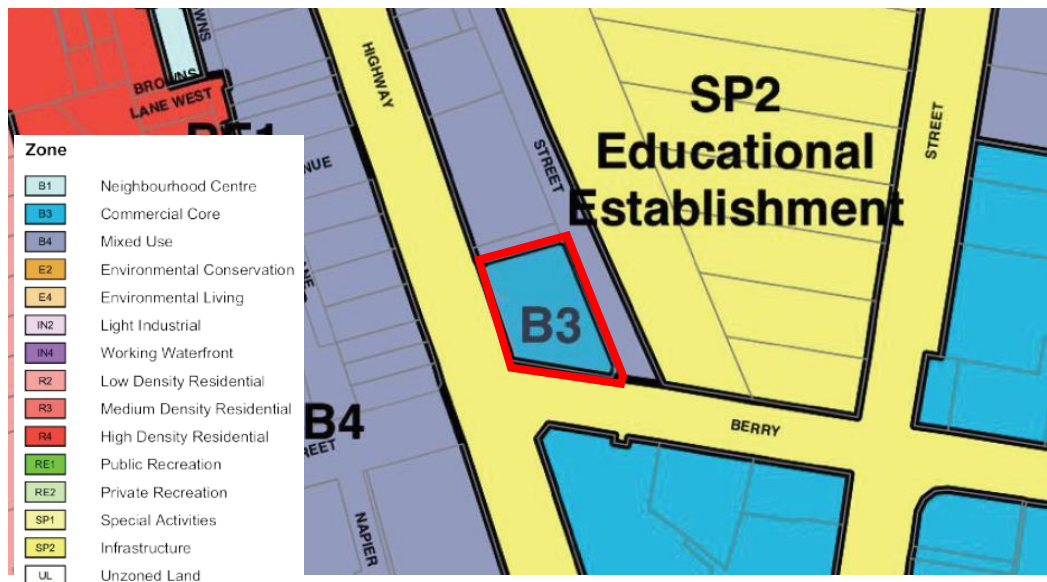 OWNS
BROWNS
LANE WEST
HIGHWAY
STREET
SP2
Educational
Establishment
STREET
NUE
B3
B4
REET
BERRY
NAPIER
Zone
B1 Neighbourhood Centre
B3 Commercial Core
B4 Mixed Use
E2 Environmental Conservation
E4 Environmental Living
IN2 Light Industrial
IN4 Working Waterfront
R2 Low Density Residential
R3 Medium Density Residential
R4 High Density Residential
RE1 Public Recreation
RE2 Private Recreation
SP1 Special Activities
SP2 Infrastructure
UL Unzoned Land